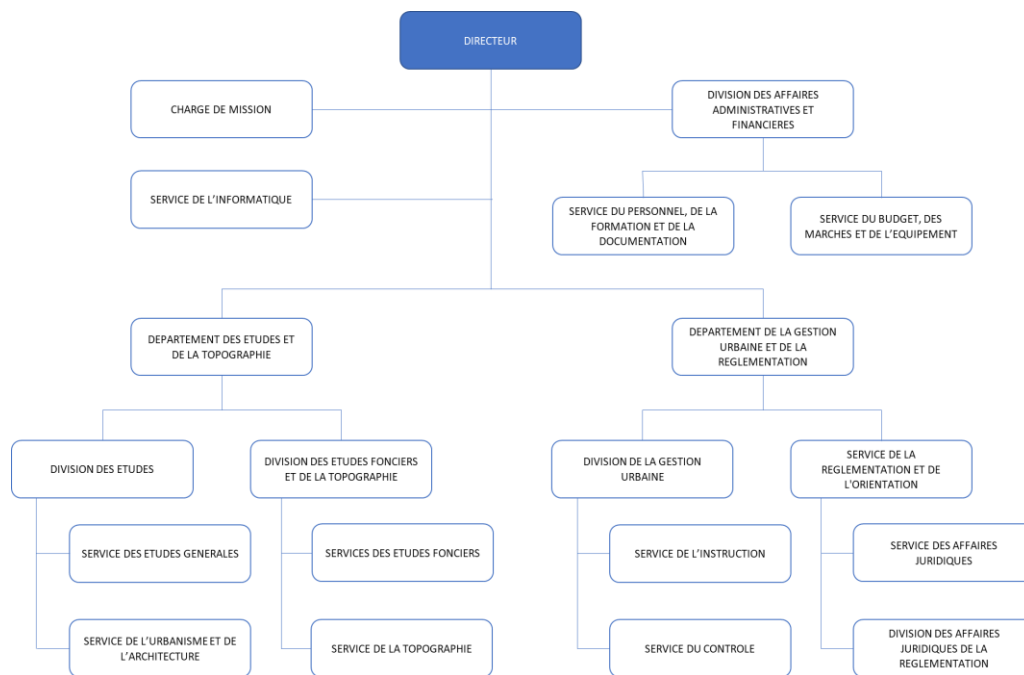 DIRECTEUR
CHARGE DE MISSION
DIVISION DES AFFAIRES
ADMINISTRATIVES ET
FINANCIERES
SERVICE DE L’INFORMATIQUE
SERVICE DU PERSONNEL, DE LA
FORMATION ET DE LA
DOCUMENTATION
SERVICE DU BUDGET, DES
MARCHES ET DE L’EQUIPEMENT
DEPARTEMENT DES ETUDES ET
DE LA TOPOGRAPHIE
DEPARTEMENT DE LA GESTION
URBAINE ET DE LA
REGLEMENTATION
DIVISION DES ETUDES
DIVISION DES ETUDES FONCIERS
ET DE LA TOPOGRAPHIE
DIVISION DE LA GESTION
URBAINE
SERVICE DE LA
REGLEMENTATION ET DE
L'ORIENTATION
SERVICE DES ETUDES GENERALES
SERVICES DES ETUDES FONCIERS
SERVICE DE L’INSTRUCTION
SERVICE DES AFFAIRES
JURIDIQUES
SERVICE DE L’URBANISME ET DE
L’ARCHITECTURE
SERVICE DE LA TOPOGRAPHIE
SERVICE DU CONTROLE
DIVISION DES AFFAIRES
JURIDIQUES DE LA
REGLEMENTATION